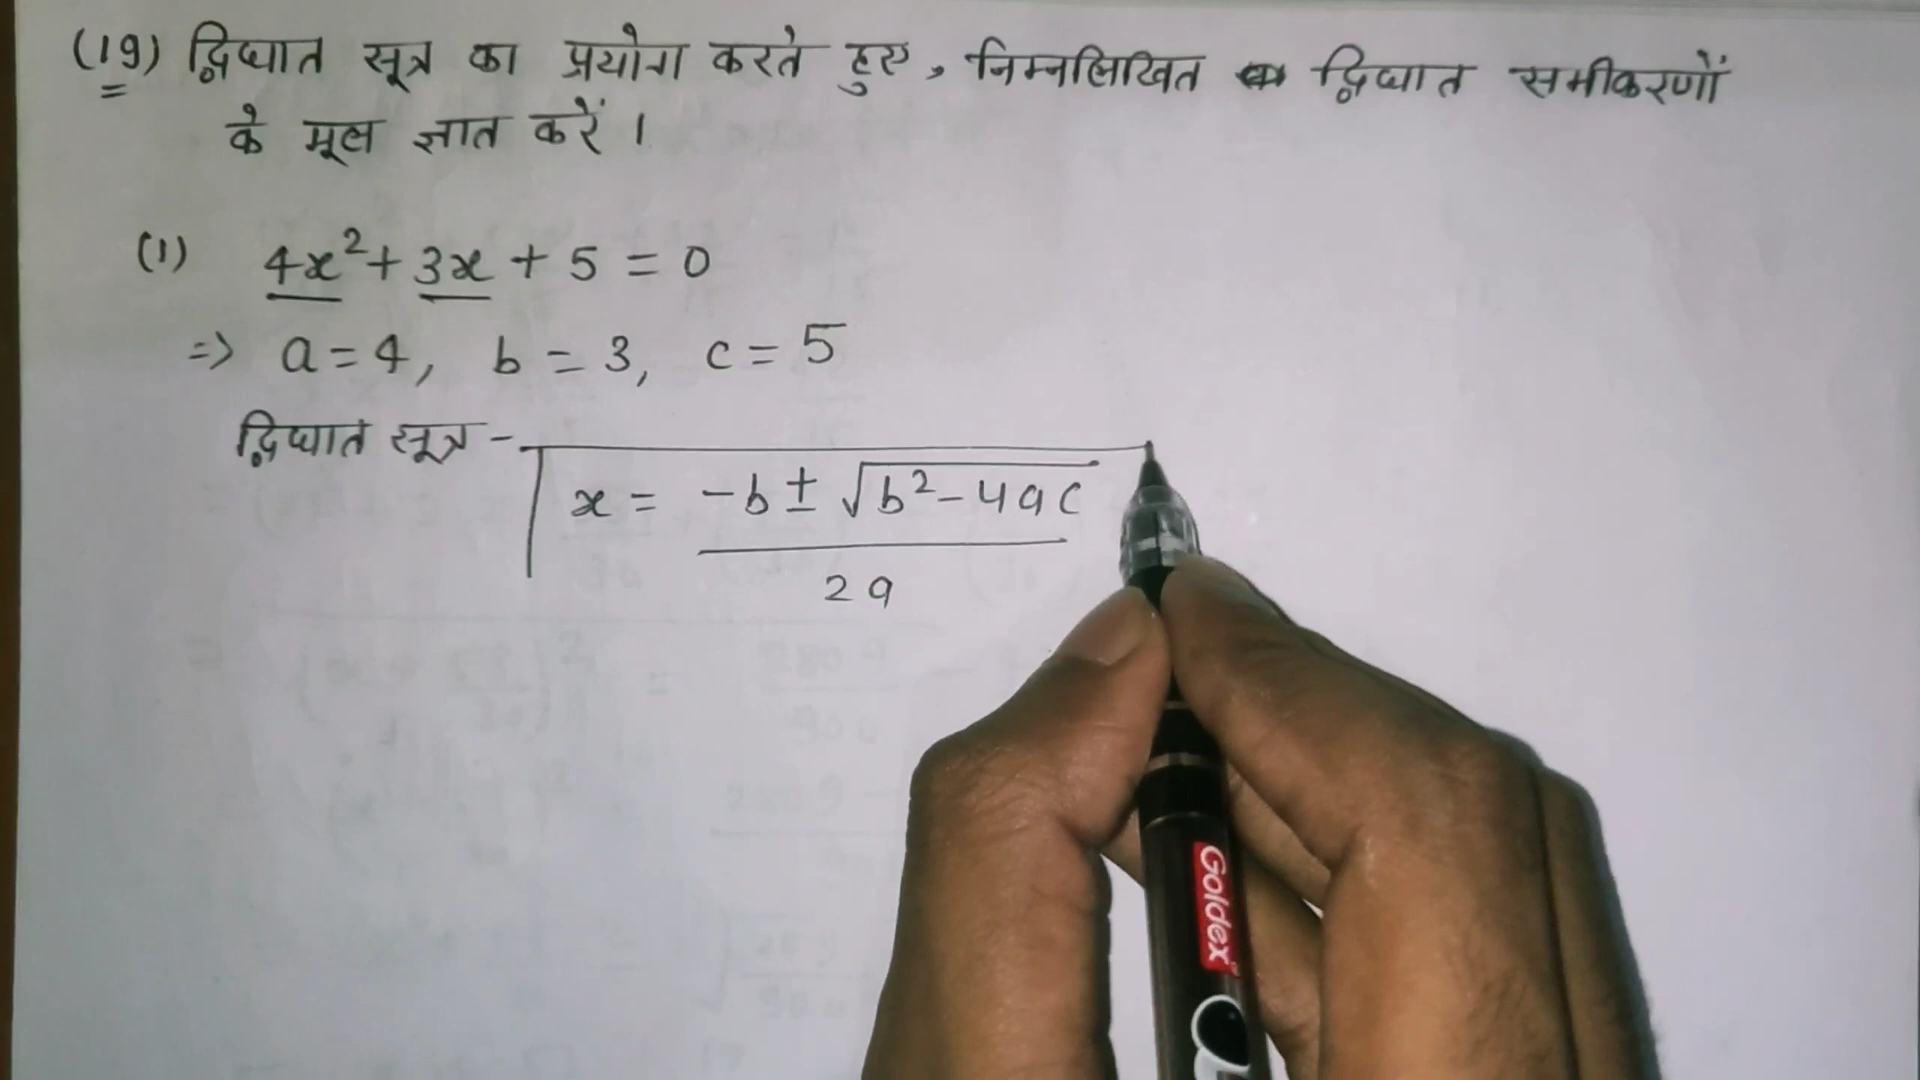 (19) द्विघात सूत्र का प्रयोग करते हुए, निम्नलिखित द्विघात समीकरणों
के मूल ज्ञात करें ।
(1) 4x² + 3x + 5 = 0
=> a = 4, b = 3, c = 5
द्विघात सूत्र -
x = -b ± √b² - 4ac
2a
Goldex